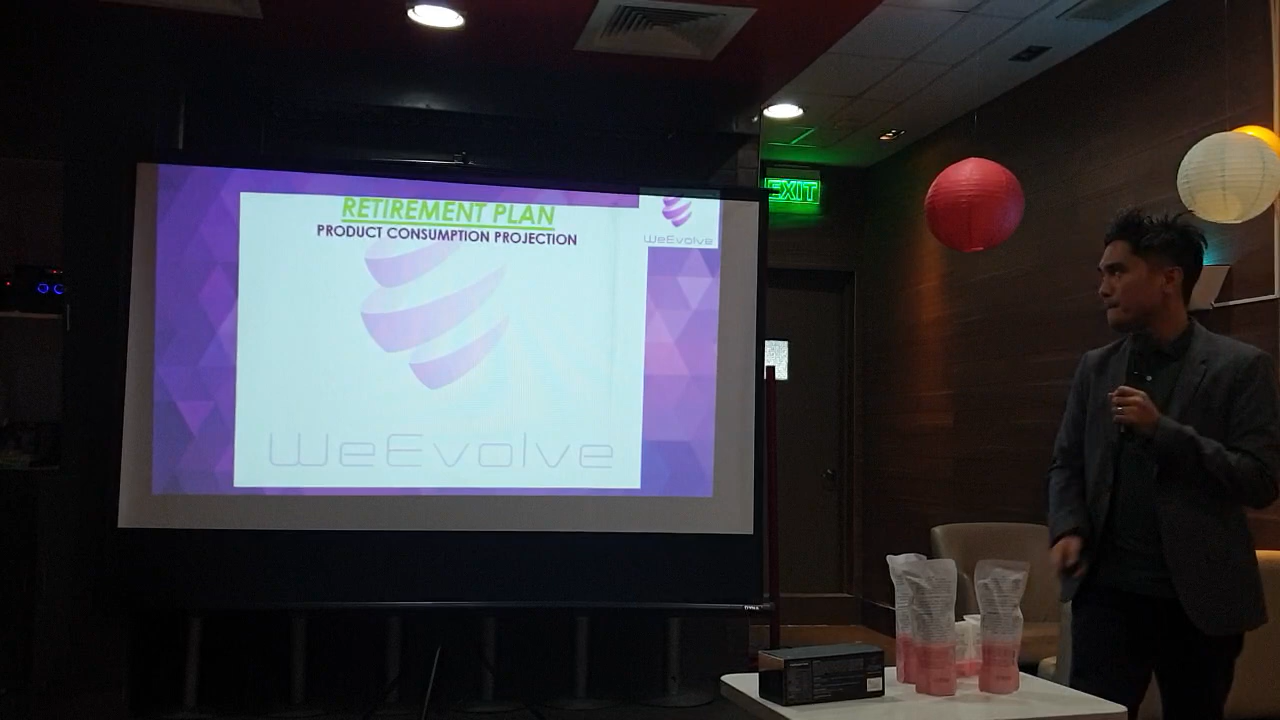 RETIREMENT PLAN
PRODUCT CONSUMPTION PROJECTION
WeEvolve
WeEvolve
EXIT